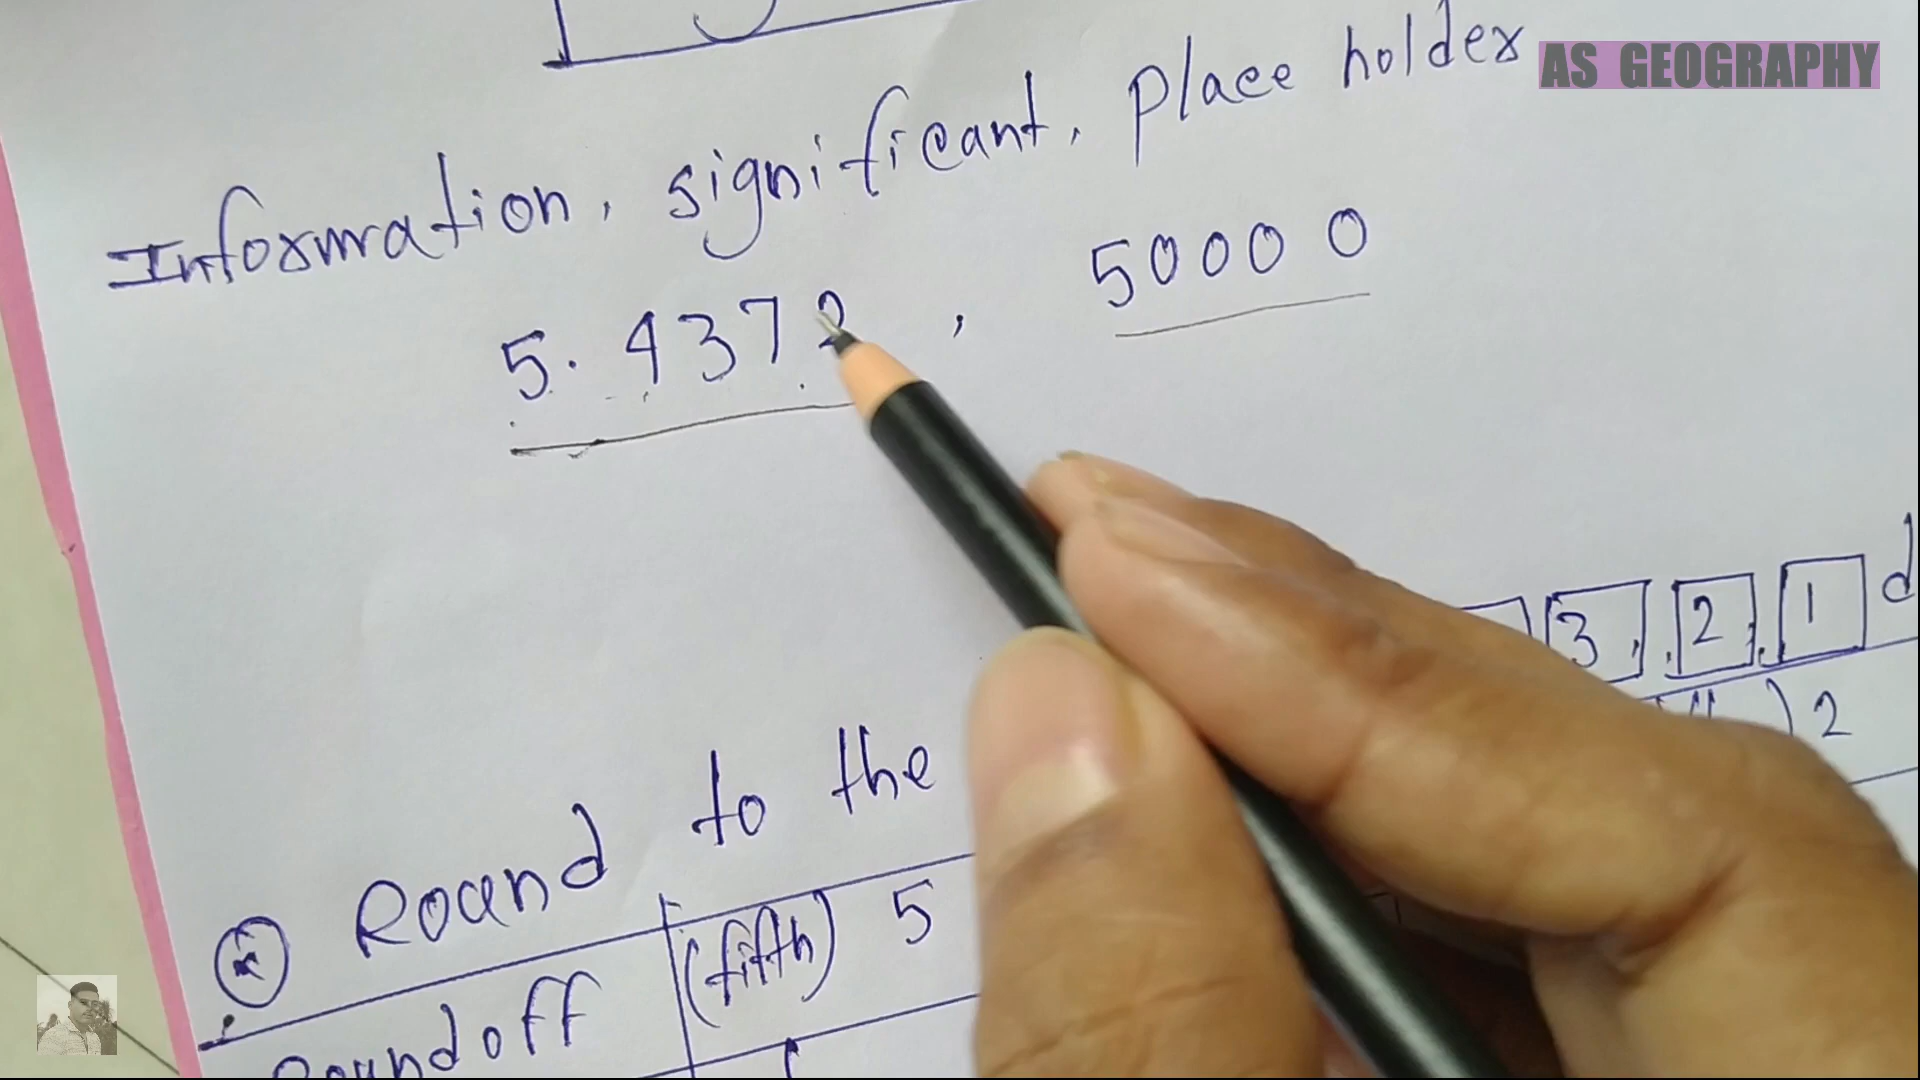 AS GEOGRAPHY
Information, significant, Place holder
5.4372, 50000
3, 2, 1 d
) 2
* Round to the
(fifth) 5
Round off